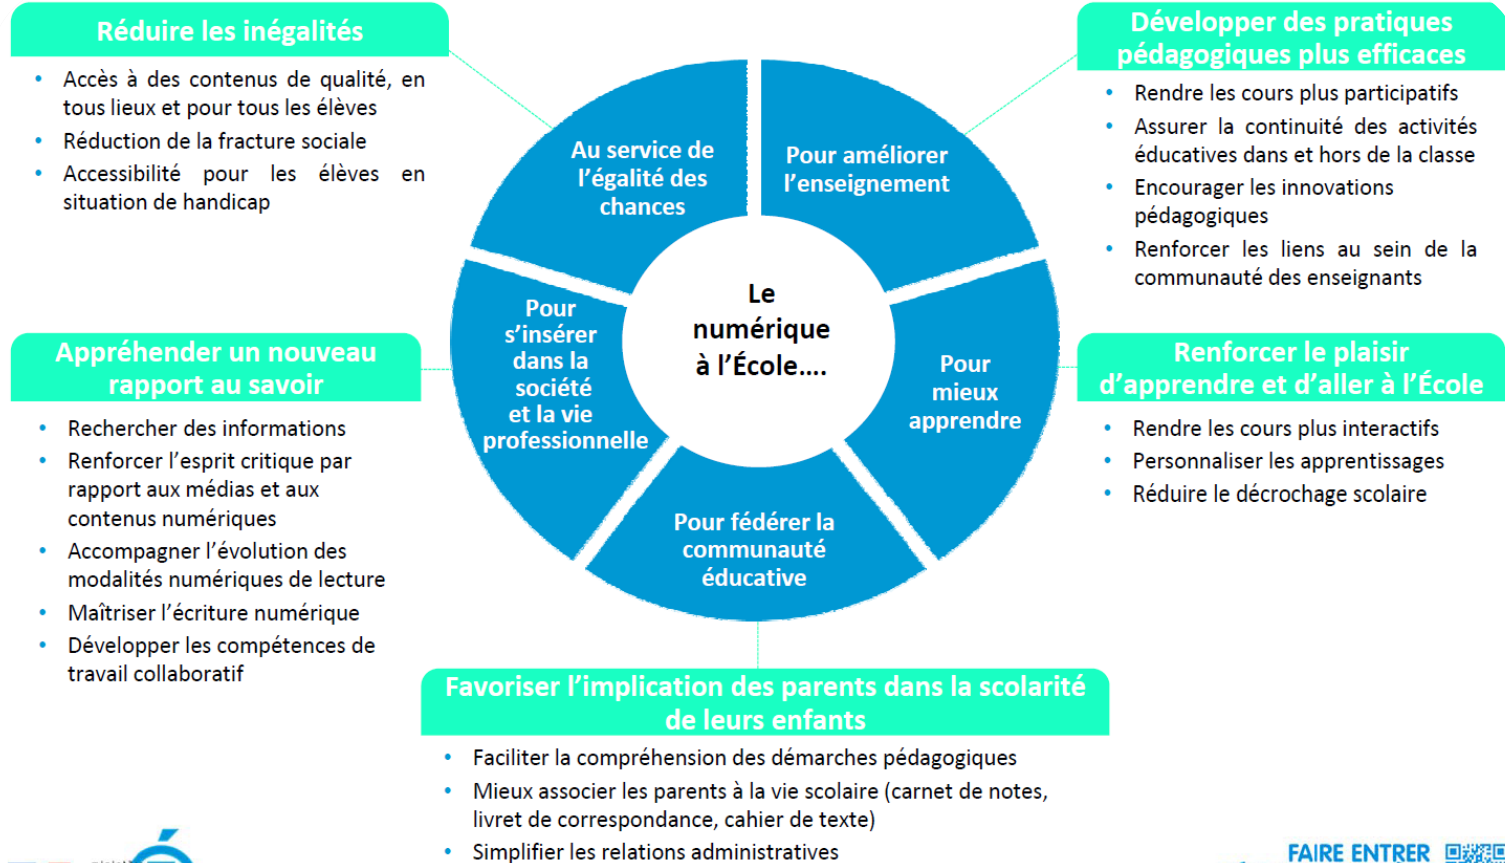 Réduire les inégalités
• Accès à des contenus de qualité, en
tous lieux et pour tous les élèves
• Réduction de la fracture sociale
• Accessibilité pour les élèves en
situation de handicap
Développer des pratiques
pédagogiques plus efficaces
• Rendre les cours plus participatifs
• Assurer la continuité des activités
éducatives dans et hors de la classe
• Encourager les innovations
pédagogiques
• Renforcer les liens au sein de la
communauté des enseignants
Au service de
l'égalité des
chances
Pour améliorer
l'enseignement
Le
numérique
à l'École....
Pour
s'insérer
dans la
société
et la vie
professionnelle
Pour
mieux
apprendre
Pour fédérer la
communauté
éducative
Appréhender un nouveau
rapport au savoir
• Rechercher des informations
• Renforcer l'esprit critique par
rapport aux médias et aux
contenus numériques
• Accompagner l'évolution des
modalités numériques de lecture
• Maîtriser l'écriture numérique
• Développer les compétences de
travail collaboratif
Renforcer le plaisir
d'apprendre et d'aller à l'École
• Rendre les cours plus interactifs
• Personnaliser les apprentissages
• Réduire le décrochage scolaire
Favoriser l'implication des parents dans la scolarité
de leurs enfants
• Faciliter la compréhension des démarches pédagogiques
• Mieux associer les parents à la vie scolaire (carnet de notes,
livret de correspondance, cahier de texte)
• Simplifier les relations administratives
FAIRE ENTRER